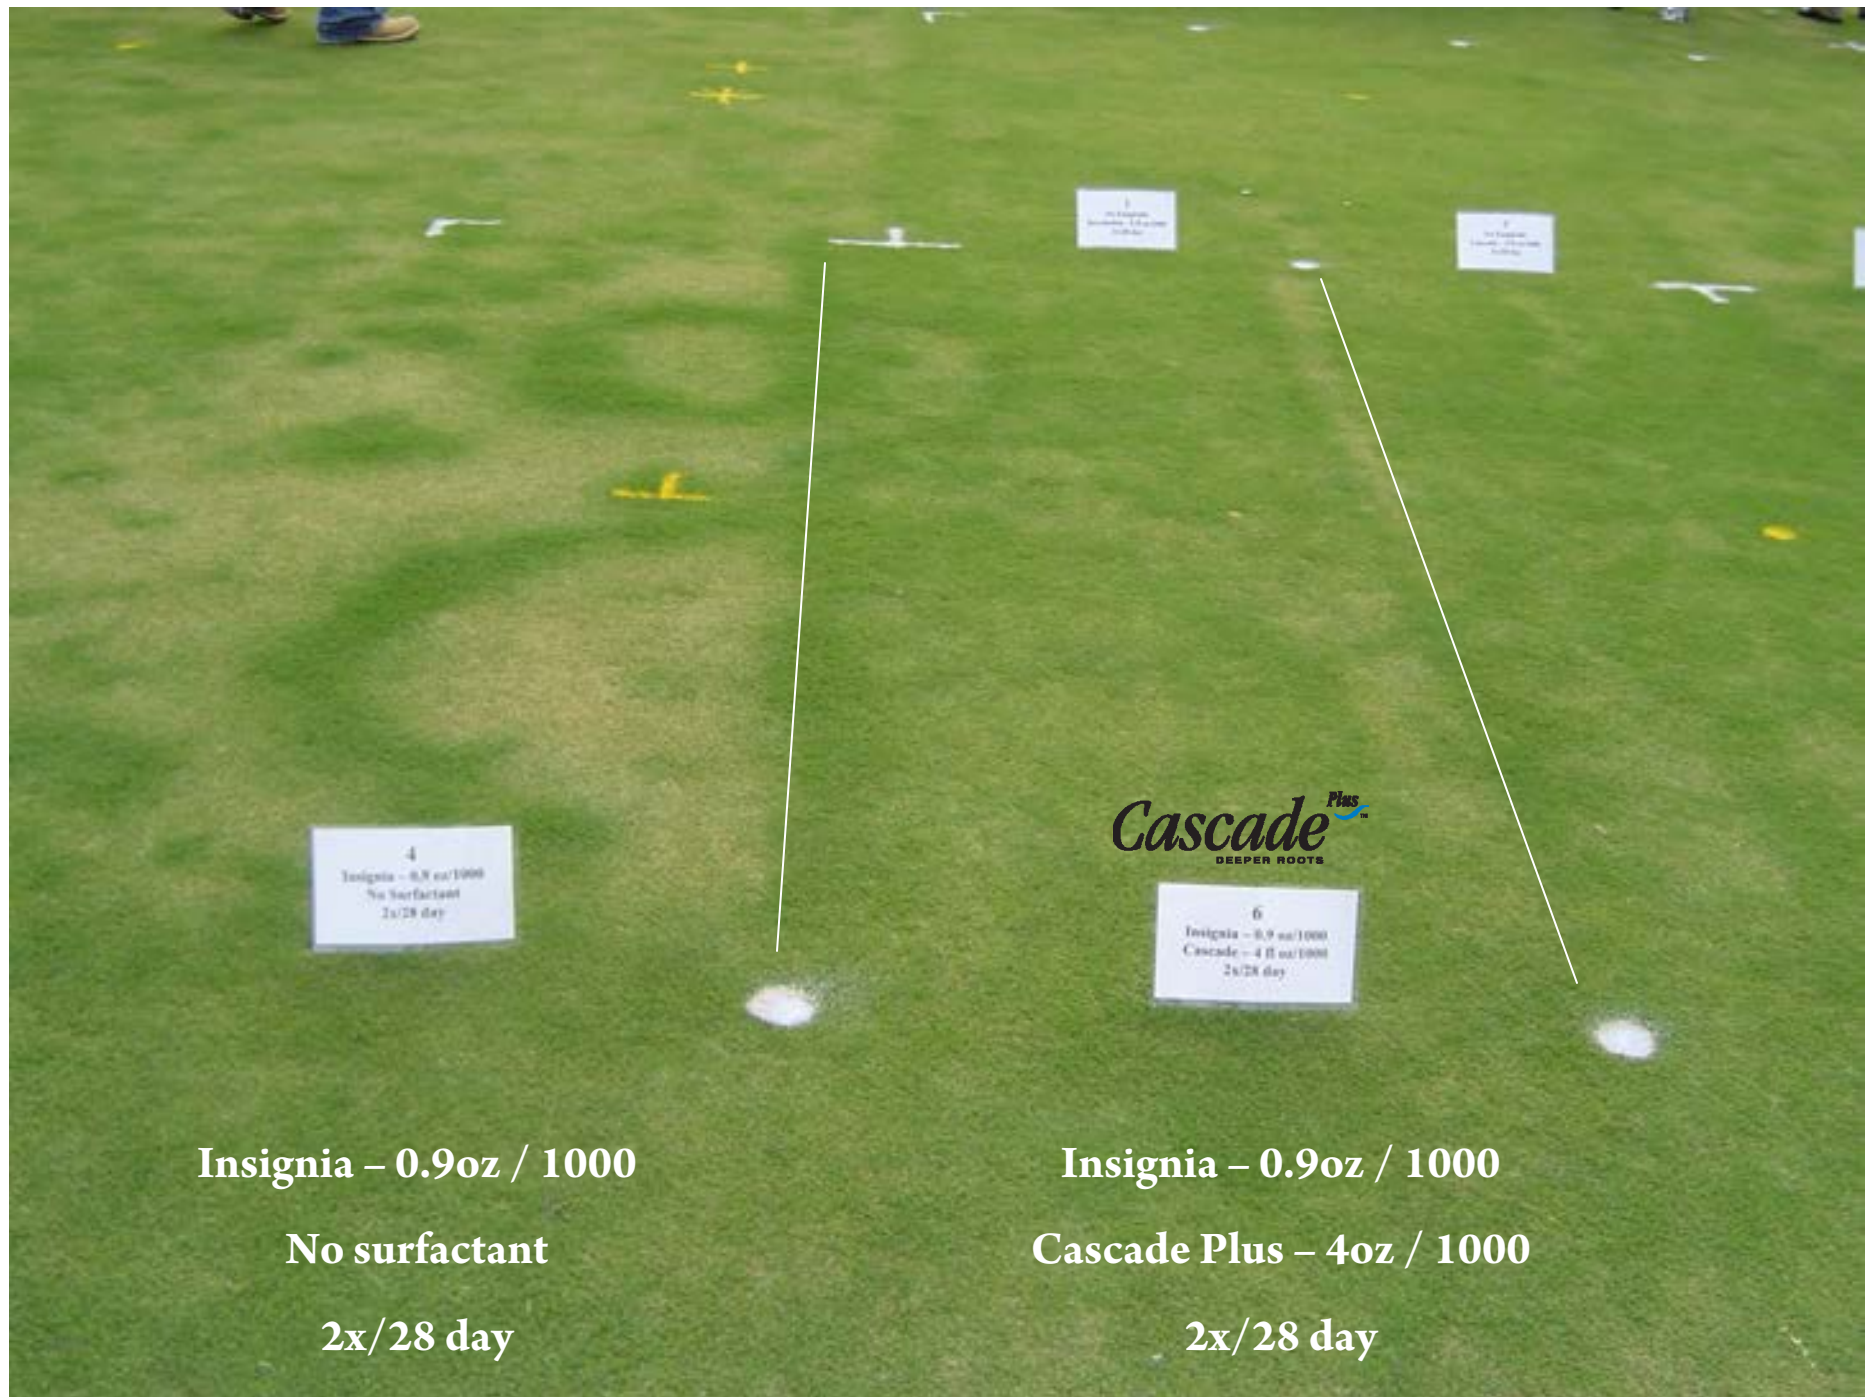 Cascade Plus™
DEEPER ROOTS
4
Insignia – 0.9 oz/1000
No Surfactant
2x/28 day
6
Insignia – 0.9 oz/1000
Cascade – 4 fl oz/1000
2x/28 day
Insignia – 0.9oz / 1000
No surfactant
2x/28 day
Insignia – 0.9oz / 1000
Cascade Plus – 4oz / 1000
2x/28 day